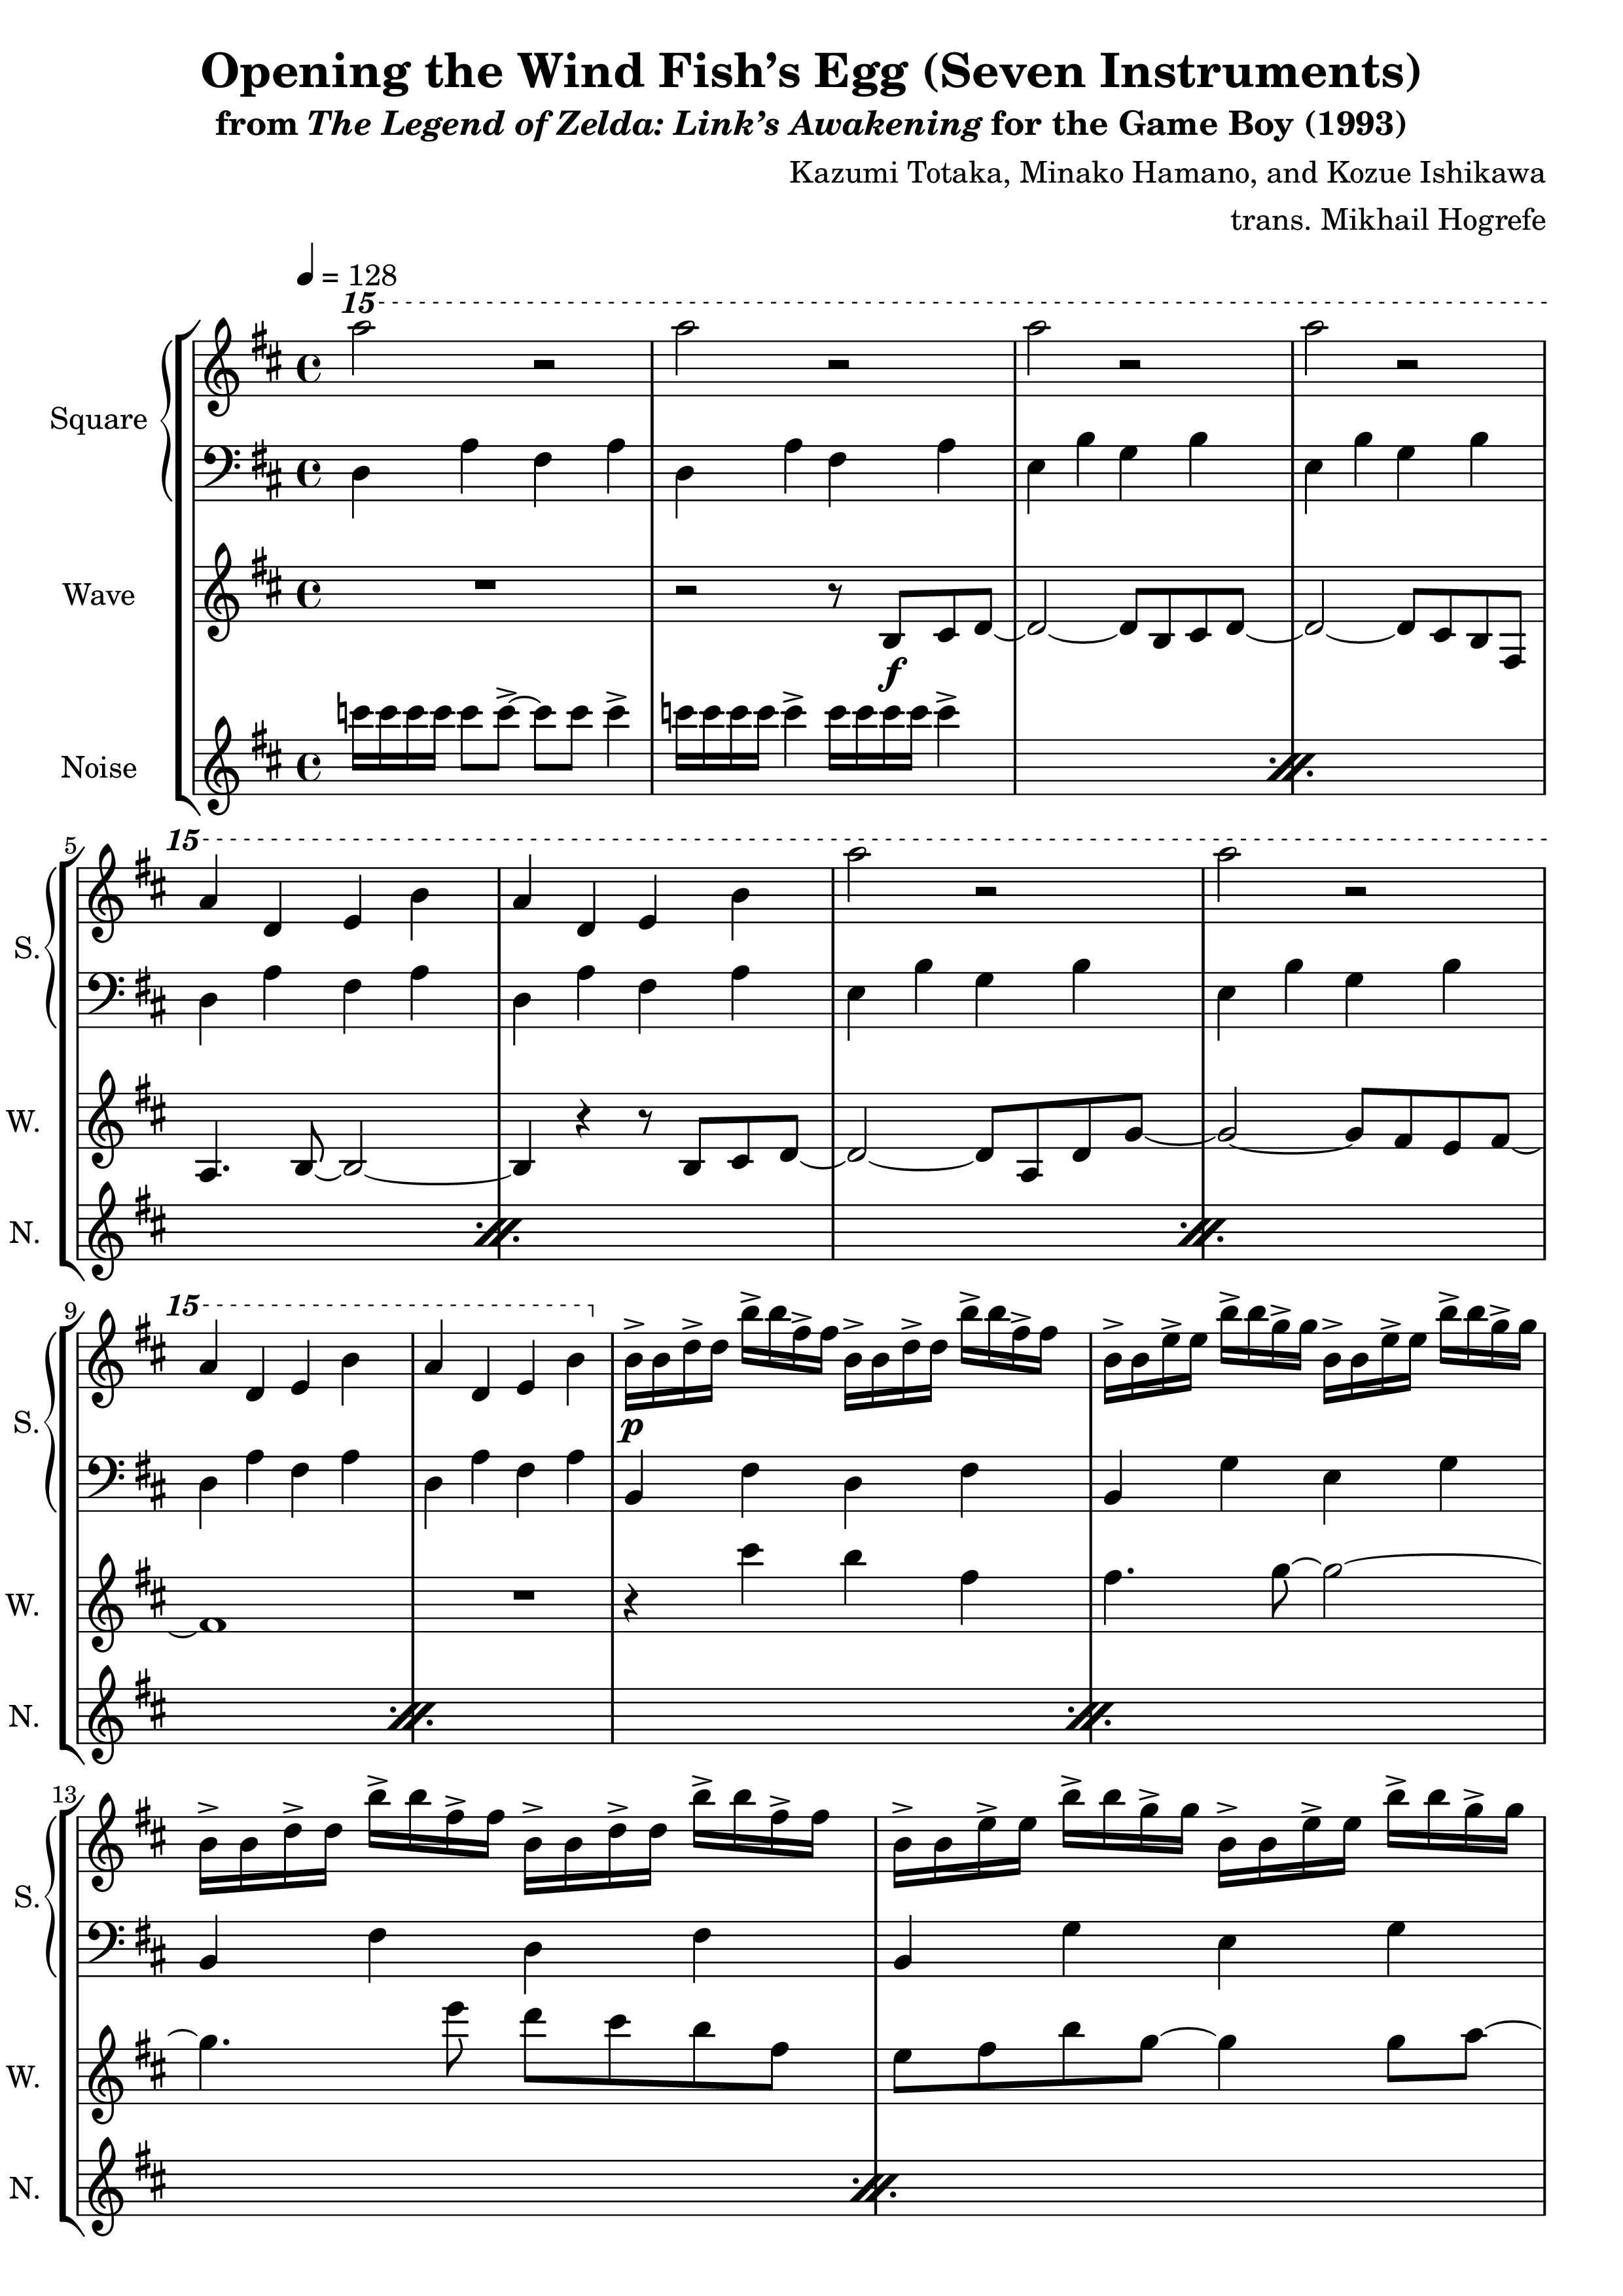 Opening the Wind Fish’s Egg (Seven Instruments)
from The Legend of Zelda: Link’s Awakening for the Game Boy (1993)
Kazumi Totaka, Minako Hamano, and Kozue Ishikawa
trans. Mikhail Hogrefe
= 128
15
Square
Wave
f
Noise
5
15
S.
W.
N.
9
15
S.
p
W.
N.
13
S.
W.
N.